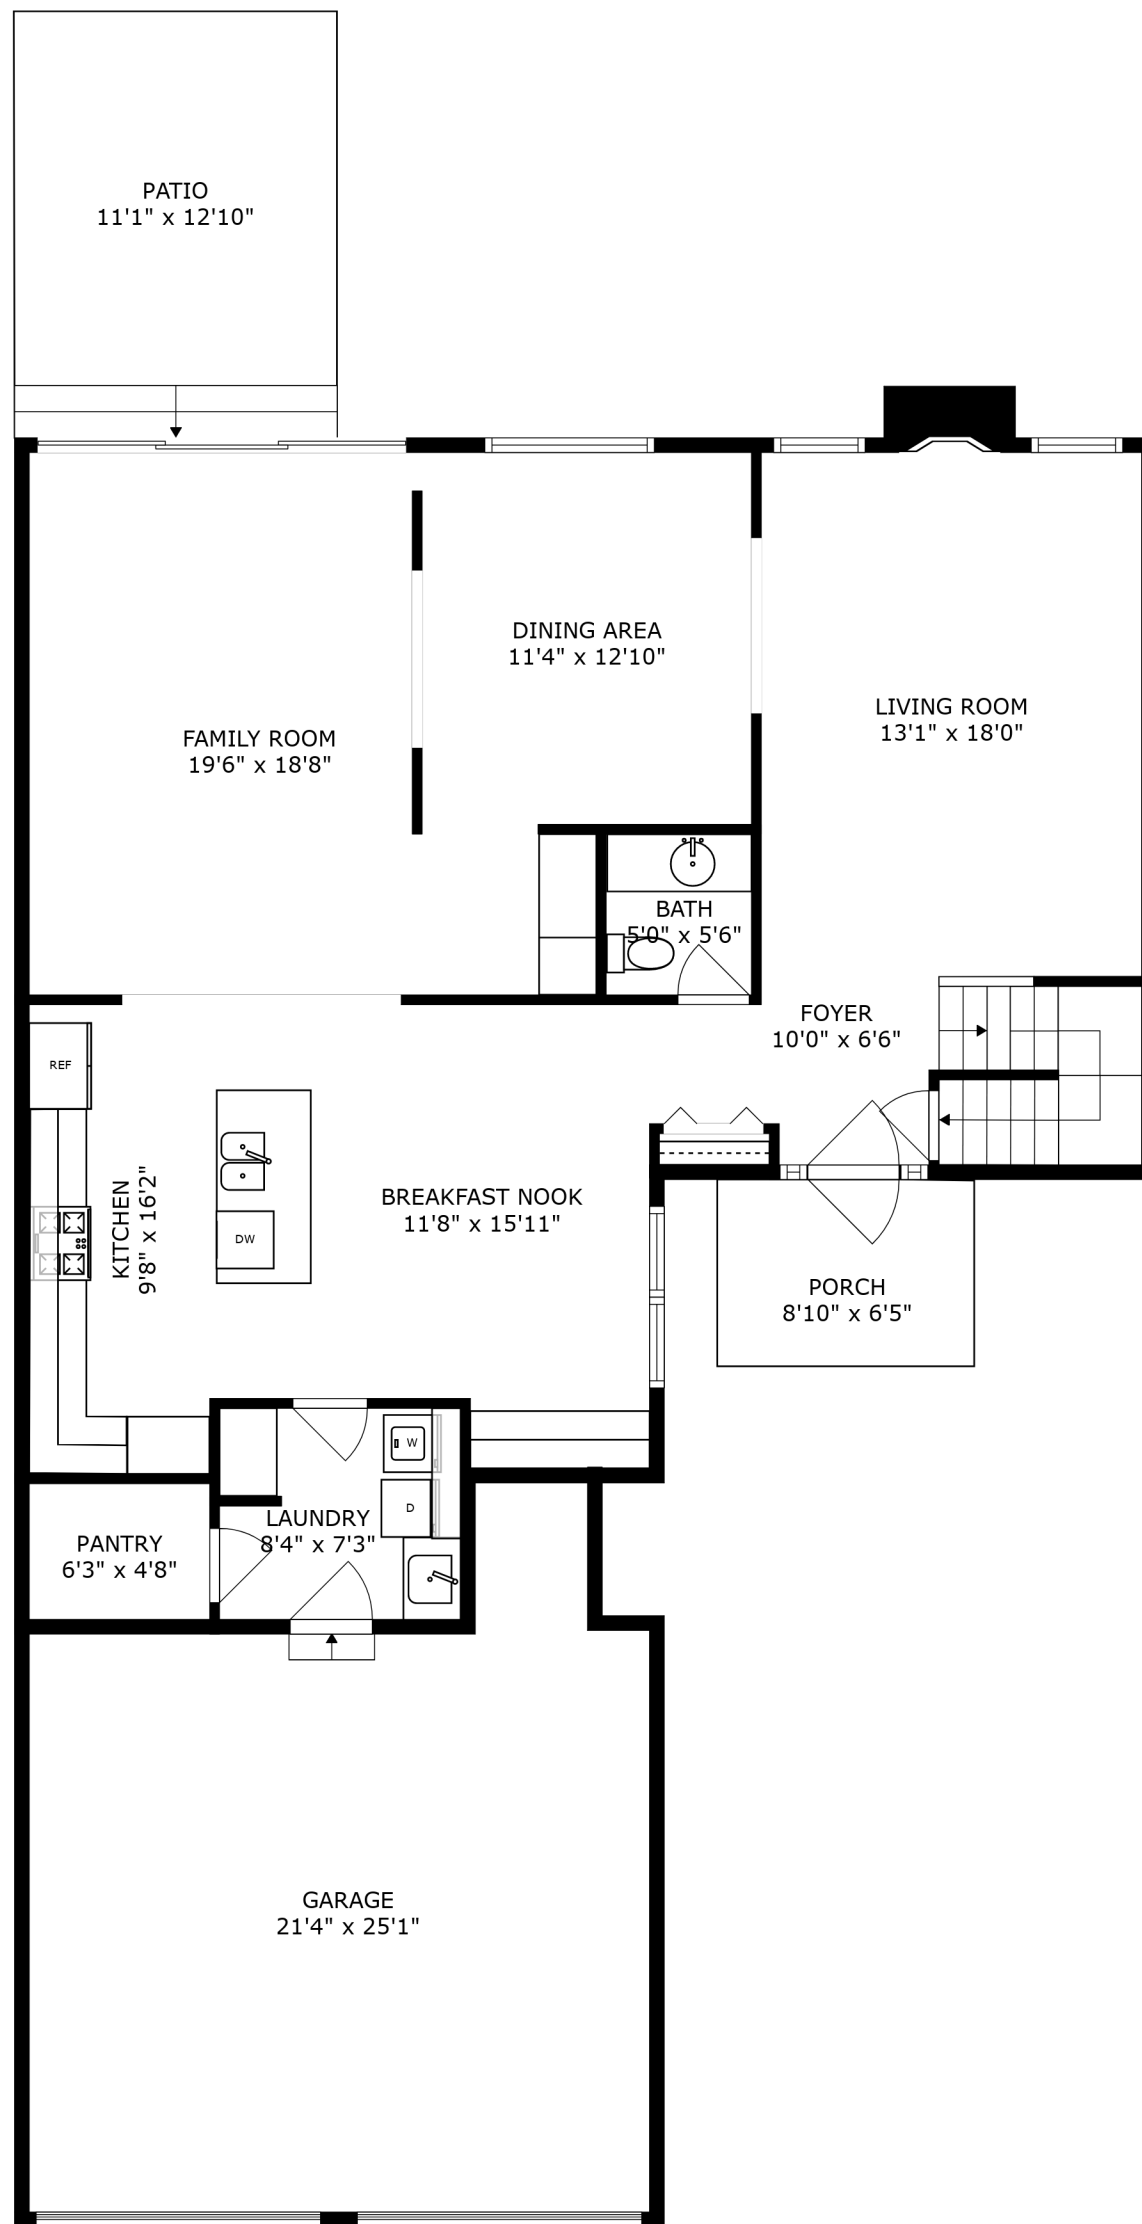 PATIO
11'1" x 12'10"
DINING AREA
11'4" x 12'10"
LIVING ROOM
13'1" x 18'0"
FAMILY ROOM
19'6" x 18'8"
BATH
5'0" x 5'6"
FOYER
10'0" x 6'6"
REF
KITCHEN
9'8" x 16'2"
BREAKFAST NOOK
11'8" x 15'11"
DW
PORCH
8'10" x 6'5"
W
D
LAUNDRY
8'4" x 7'3"
PANTRY
6'3" x 4'8"
GARAGE
21'4" x 25'1"